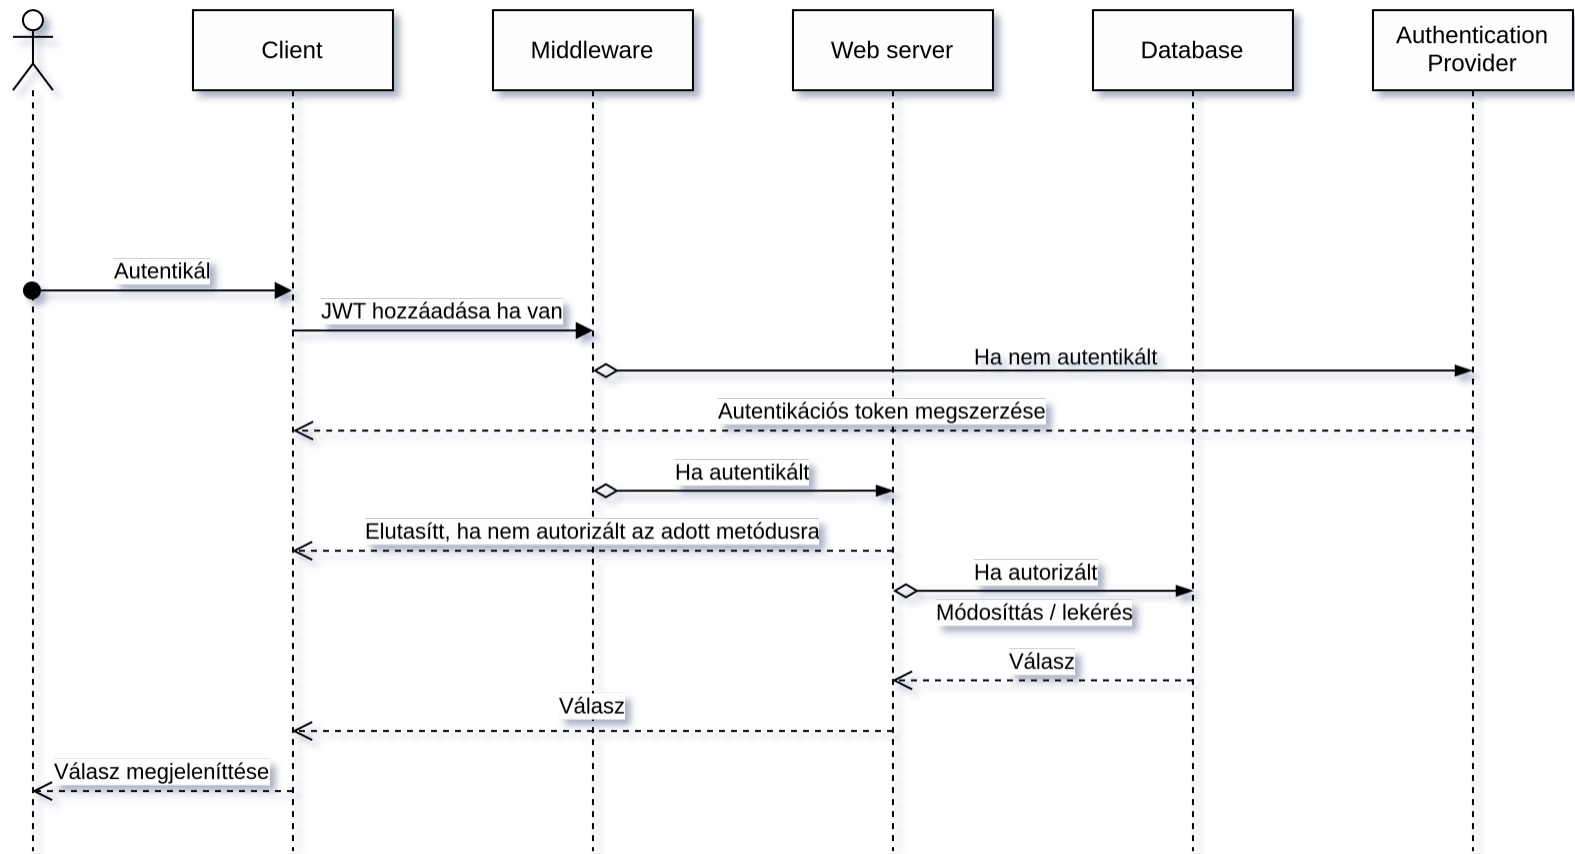 Client
Middleware
Web server
Database
Authentication
Provider
Autentikál
JWT hozzáadása ha van
Ha nem autentikált
Autentikációs token megszerzése
Ha autentikált
Elutasítt, ha nem autorizált az adott metódusra
Ha autorizált
Módosíttás / lekérés
Válasz
Válasz
Válasz megjeleníttése